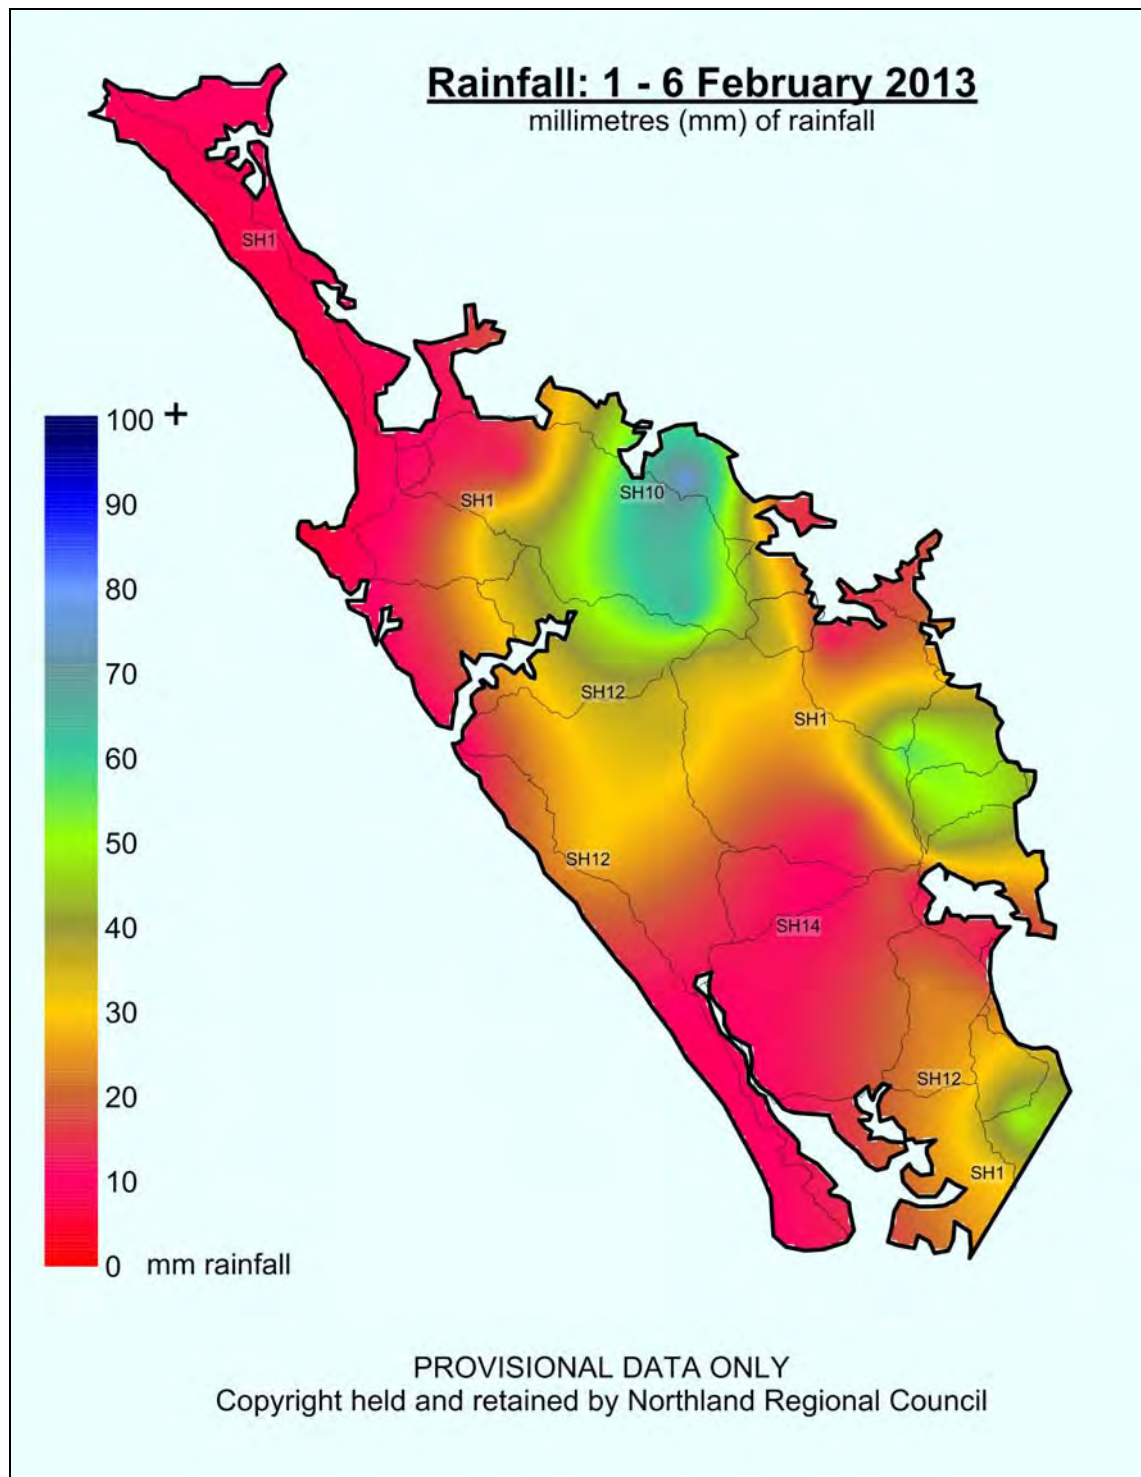 Rainfall: 1 - 6 February 2013
millimetres (mm) of rainfall
SH1
100 +
90
80
70
60
50
40
30
20
10
0 mm rainfall
SH1
SH10
SH12
SH1
SH12
SH14
SH12
SH1
PROVISIONAL DATA ONLY
Copyright held and retained by Northland Regional Council